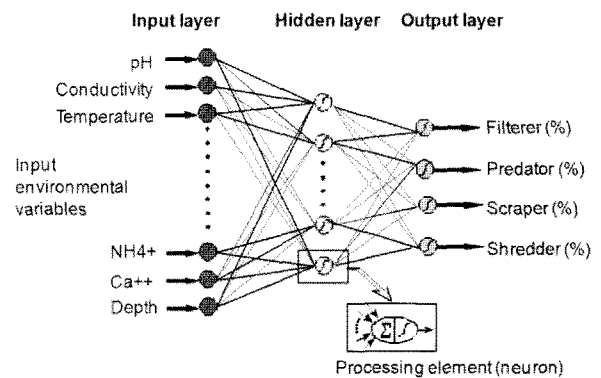 Input layer
Hidden layer
Output layer
pH
Conductivity
Temperature
Input
environmental
variables
NH4+
Ca++
Depth
Filterer (%)
Predator (%)
Scraper (%)
Shredder (%)
Σ
Processing element (neuron)